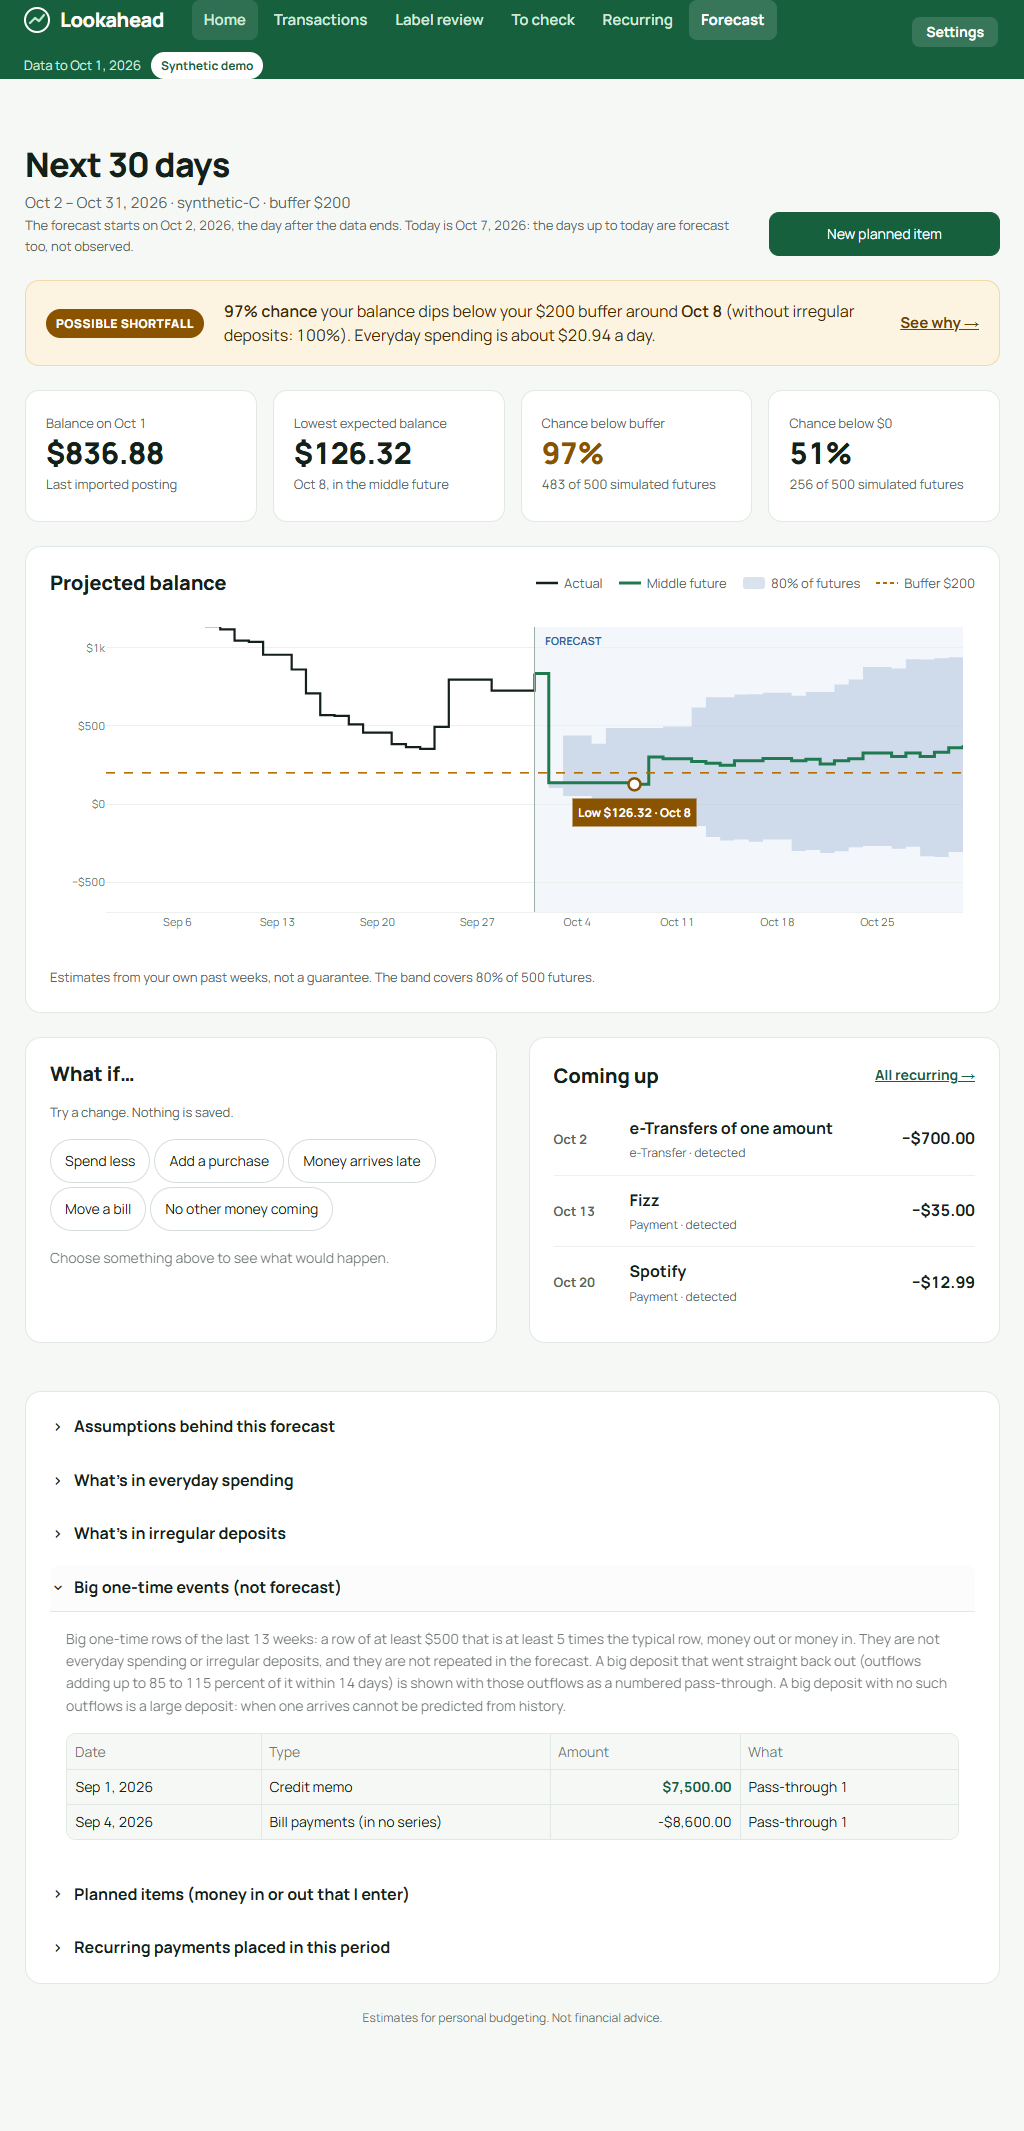 Lookahead
Home
Transactions
Label review
To check
Recurring
Forecast
Settings
Data to Oct 1, 2026
Synthetic demo
Next 30 days
Oct 2 – Oct 31, 2026 · synthetic-C · buffer $200
The forecast starts on Oct 2, 2026, the day after the data ends. Today is Oct 7, 2026: the days up to today are forecast
too, not observed.
New planned item
POSSIBLE SHORTFALL
97% chance your balance dips below your $200 buffer around Oct 8 (without irregular
deposits: 100%). Everyday spending is about $20.94 a day.
See why →
Balance on Oct 1
$836.88
Last imported posting
Lowest expected balance
$126.32
Oct 8, in the middle future
Chance below buffer
97%
483 of 500 simulated futures
Chance below $0
51%
256 of 500 simulated futures
Projected balance
Actual
Middle future
80% of futures
Buffer $200
FORECAST
$1k
$500
$0
−$500
Low $126.32 · Oct 8
Sep 6
Sep 13
Sep 20
Sep 27
Oct 4
Oct 11
Oct 18
Oct 25
Estimates from your own past weeks, not a guarantee. The band covers 80% of 500 futures.
What if…
Try a change. Nothing is saved.
Spend less
Add a purchase
Money arrives late
Move a bill
No other money coming
Choose something above to see what would happen.
Coming up
All recurring →
Oct 2
e-Transfers of one amount
e-Transfer · detected
−$700.00
Oct 13
Fizz
Payment · detected
−$35.00
Oct 20
Spotify
Payment · detected
−$12.99
Assumptions behind this forecast
What's in everyday spending
What's in irregular deposits
Big one-time events (not forecast)
Big one-time rows of the last 13 weeks: a row of at least $500 that is at least 5 times the typical row, money out or money in. They are not
everyday spending or irregular deposits, and they are not repeated in the forecast. A big deposit that went straight back out (outflows
adding up to 85 to 115 percent of it within 14 days) is shown with those outflows as a numbered pass-through. A big deposit with no such
outflows is a large deposit: when one arrives cannot be predicted from history.
Date Type Amount What
Sep 1, 2026 Credit memo $7,500.00 Pass-through 1
Sep 4, 2026 Bill payments (in no series) -$8,600.00 Pass-through 1
Planned items (money in or out that I enter)
Recurring payments placed in this period
Estimates for personal budgeting. Not financial advice.